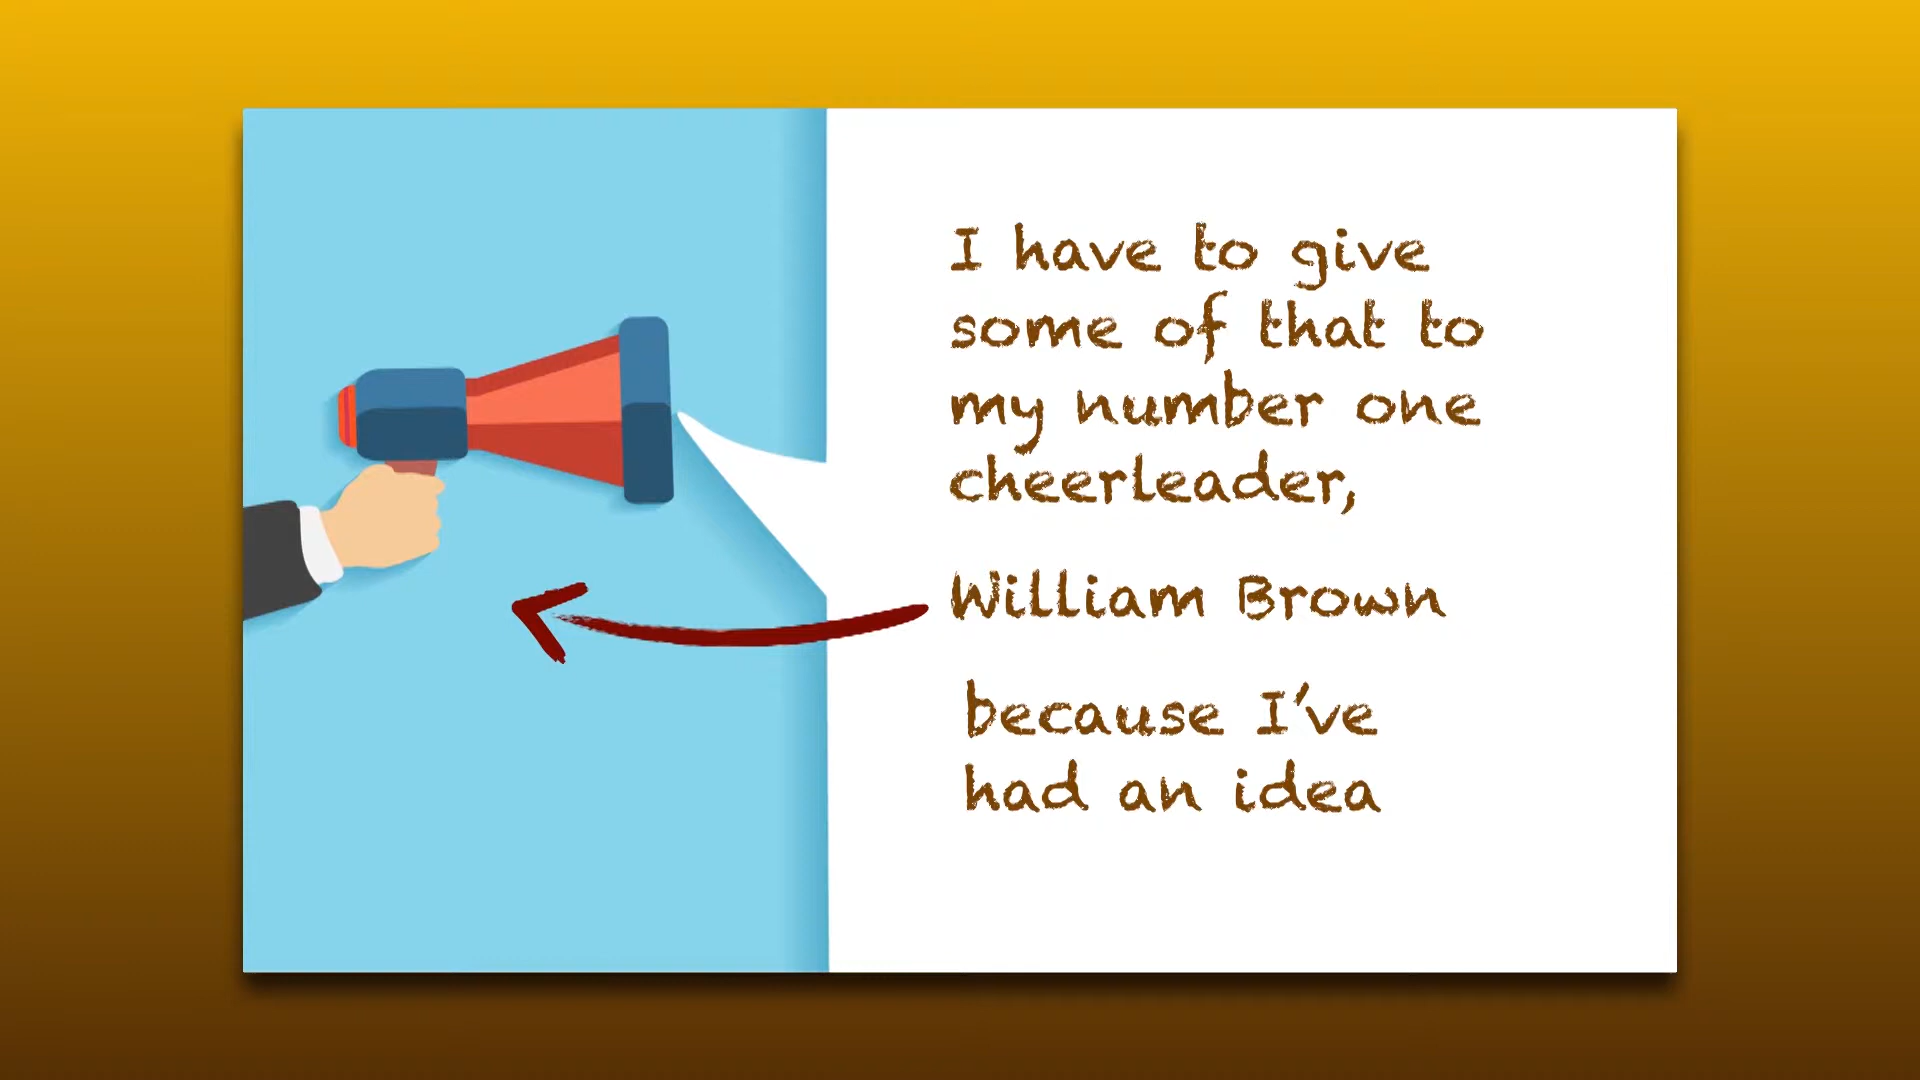 I have to give
some of that to
my number one
cheerleader,
William Brown
because I've
had an idea